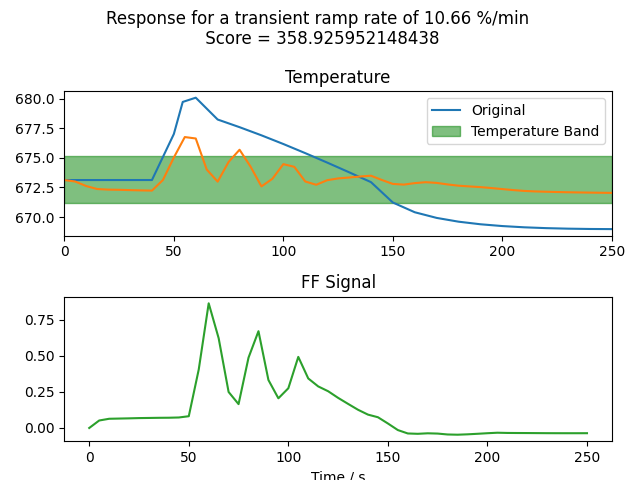 Response for a transient ramp rate of 10.66 %/min
Score = 358.925952148438
Temperature
680.0
677.5
675.0
672.5
670.0
Original
Temperature Band
0 50 100 150 200 250
FF Signal
0.75
0.50
0.25
0.00
0 50 100 150 200 250
Time / s